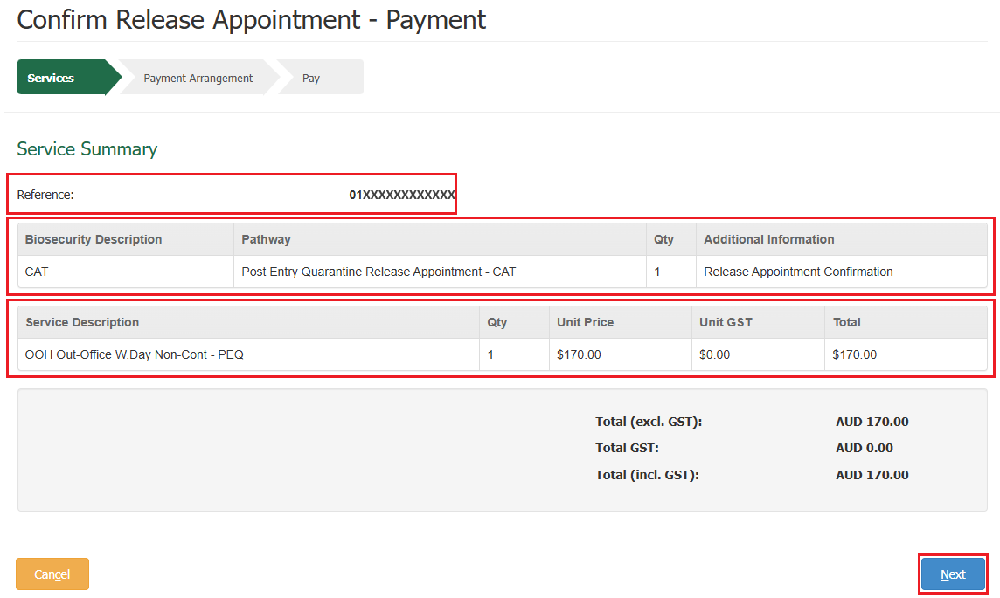 Confirm Release Appointment - Payment
Services Payment Arrangement Pay
Service Summary
Reference: 01XXXXXXXXXXXX
Biosecurity Description Pathway Qty Additional Information
CAT Post Entry Quarantine Release Appointment - CAT 1 Release Appointment Confirmation
Service Description Qty Unit Price Unit GST Total
OOH Out-Office W.Day Non-Cont - PEQ 1 $170.00 $0.00 $170.00
Total (excl. GST): AUD 170.00
Total GST: AUD 0.00
Total (incl. GST): AUD 170.00
Cancel Next